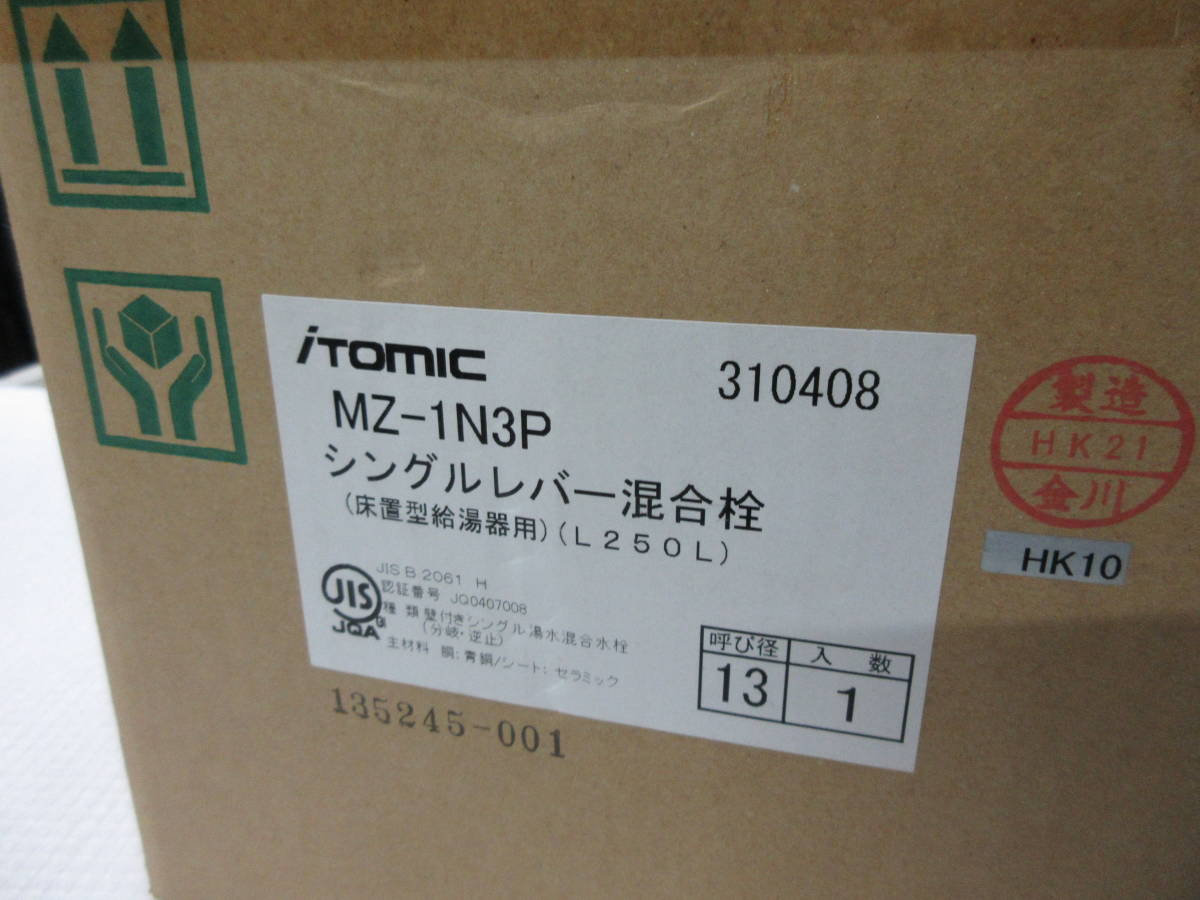 iTOMIC
310408
MZ-1N3P
シングルレバー混合栓
(床置型給湯器用)(L250L)
JIS B 2061 H
認証番号 JQ0407008
種類 壁付きシングル湯水混合水栓
(分岐・逆止)
主材料 胴:青銅/シート:セラミック
JIS
JQA
呼び径 入数
13 1
135245-001
製造
HK21
金川
HK10